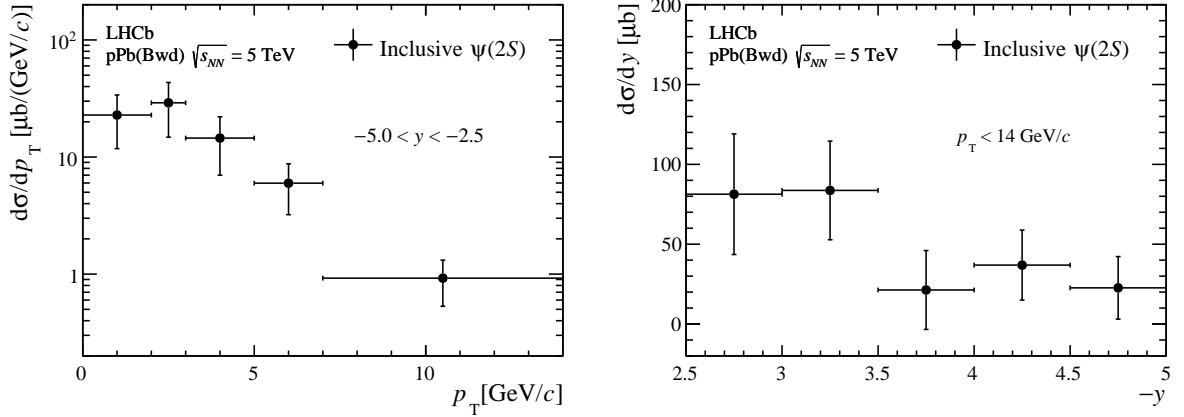 LHCb
pPb(Bwd) √sNN = 5 TeV
Inclusive ψ(2S)
−5.0 < y < −2.5
dσ/dpT [μb/(GeV/c)]
10²
10
1
0
5
10
pT[GeV/c]
LHCb
pPb(Bwd) √sNN = 5 TeV
Inclusive ψ(2S)
pT < 14 GeV/c
dσ/dy [μb]
200
150
100
50
0
2.5
3
3.5
4
4.5
5
−y